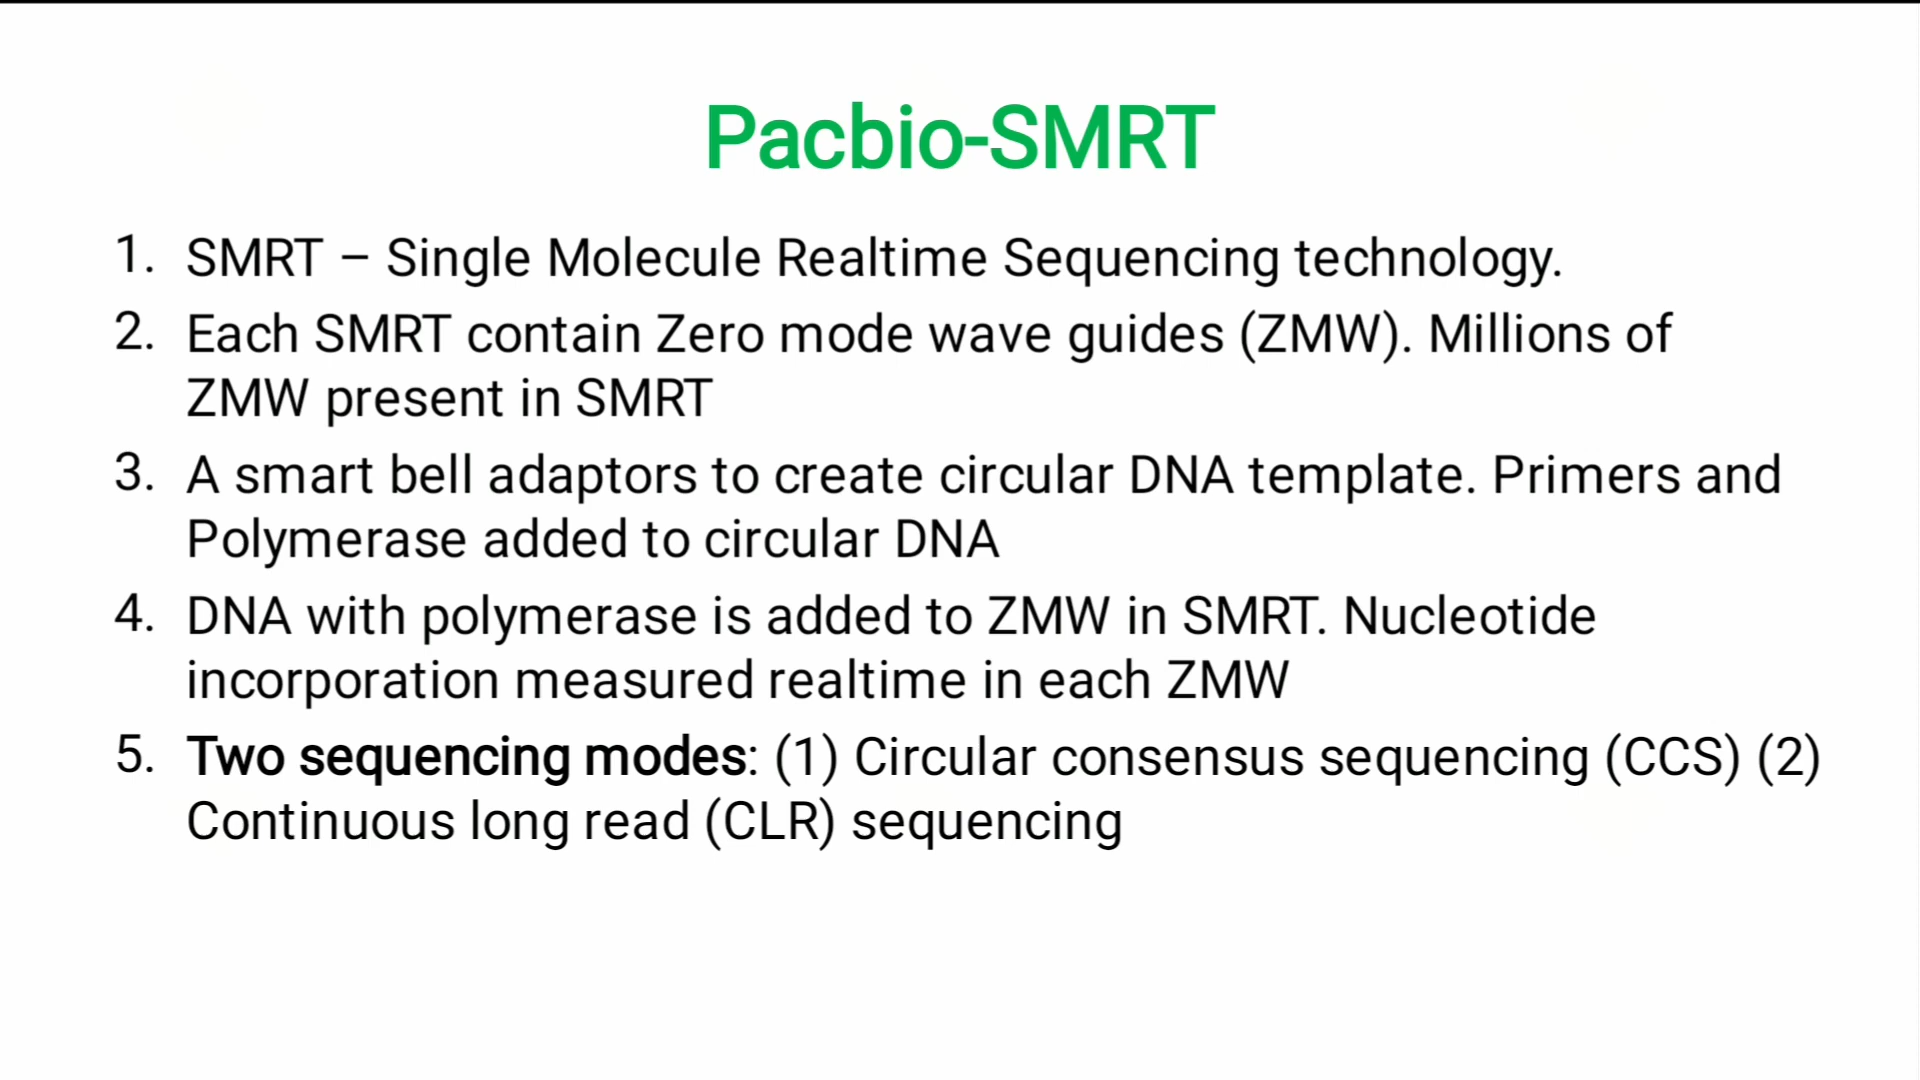 Pacbio-SMRT
1. SMRT – Single Molecule Realtime Sequencing technology.
2. Each SMRT contain Zero mode wave guides (ZMW). Millions of
ZMW present in SMRT
3. A smart bell adaptors to create circular DNA template. Primers and
Polymerase added to circular DNA
4. DNA with polymerase is added to ZMW in SMRT. Nucleotide
incorporation measured realtime in each ZMW
5. Two sequencing modes: (1) Circular consensus sequencing (CCS) (2)
Continuous long read (CLR) sequencing